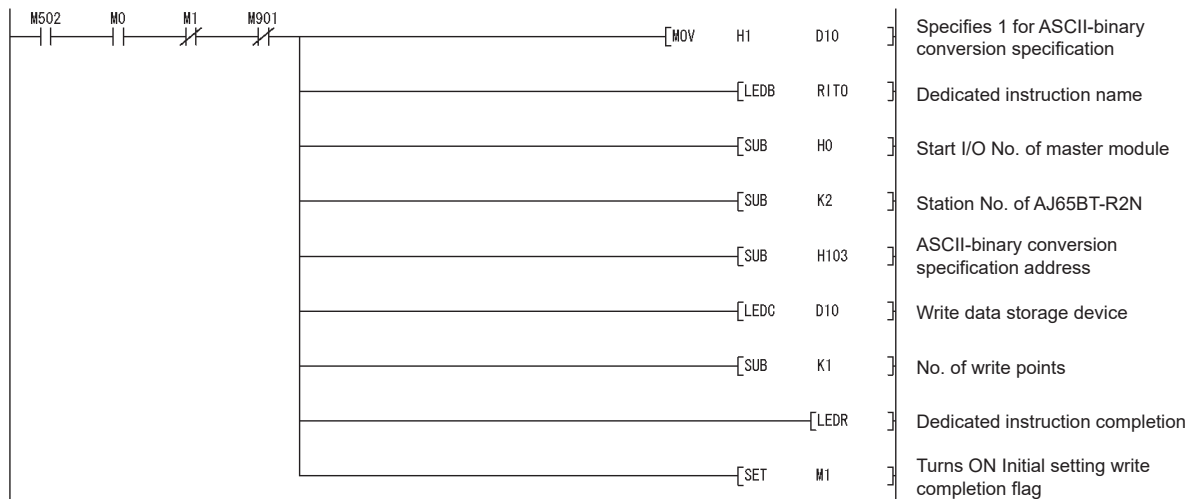 M502 M0 M1 M901
MOV H1 D10
Specifies 1 for ASCII-binary
conversion specification
LEDB RITO
Dedicated instruction name
SUB H0
Start I/O No. of master module
SUB K2
Station No. of AJ65BT-R2N
SUB H103
ASCII-binary conversion
specification address
LEDC D10
Write data storage device
SUB K1
No. of write points
LEDR
Dedicated instruction completion
SET M1
Turns ON Initial setting write
completion flag